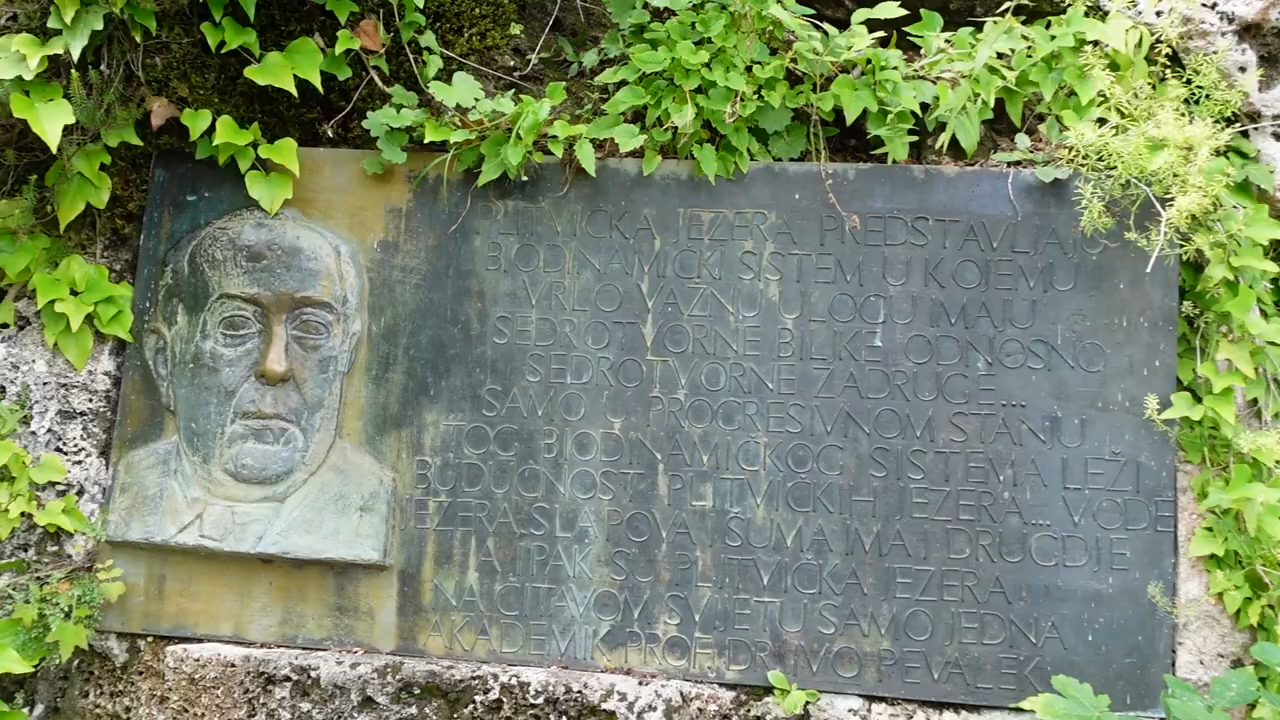 PLITVIČKA JEZERA PREDSTAVLJAJU
BIODINAMIČKI SISTEM U KOJEMU
VRLO VAŽNU ULOGU IMAJU
SEDROTVORNE BILJKE ODNOSNO
SEDROTVORNE ZADRUGE...
SAMO U PROGRESIVNOM STANJU
TOG BIODINAMIČKOG SISTEMA LEŽI
BUDUĆNOST PLITVIČKIH JEZERA... VODE
JEZERA, SLAPOVA, ŠUMA IMA I DRUGDJE
A IPAK SU PLITVIČKA JEZERA
NA ČITAVOM SVIJETU SAMO JEDNA
AKADEMIK PROF. DR. IVO PEVALEK